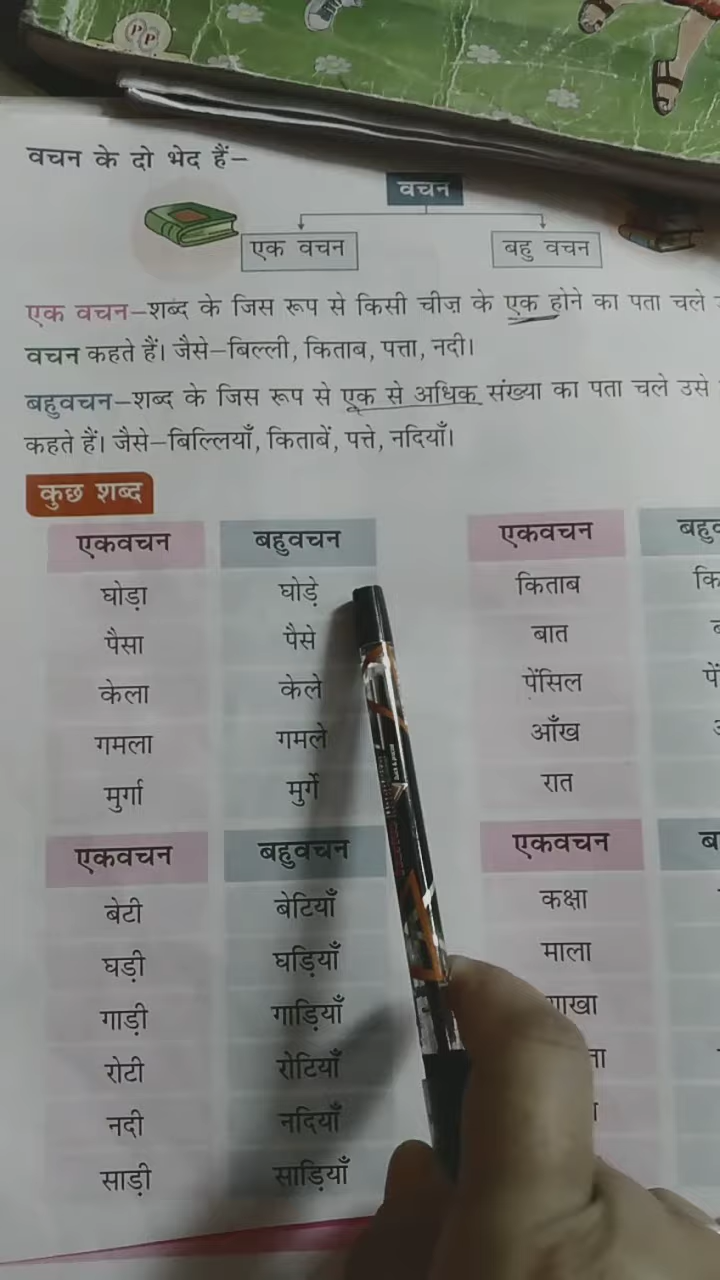 PP
वचन के दो भेद हैं–
वचन
एक वचन
बहु वचन
एक वचन–शब्द के जिस रूप से किसी चीज़ के एक होने का पता चले
वचन कहते हैं। जैसे–बिल्ली, किताब, पत्ता, नदी।
बहुवचन–शब्द के जिस रूप से एक से अधिक संख्या का पता चले उसे
कहते हैं। जैसे–बिल्लियाँ, किताबें, पत्ते, नदियाँ।
कुछ शब्द
एकवचन बहुवचन
घोड़ा घोड़े
पैसा पैसे
केला केले
गमला गमले
मुर्गा मुर्गे
एकवचन बहुवचन
बेटी बेटियाँ
घड़ी घड़ियाँ
गाड़ी गाड़ियाँ
रोटी रोटियाँ
नदी नदियाँ
साड़ी साड़ियाँ
एकवचन
किताब
बात
पेंसिल
आँख
रात
एकवचन
कक्षा
माला